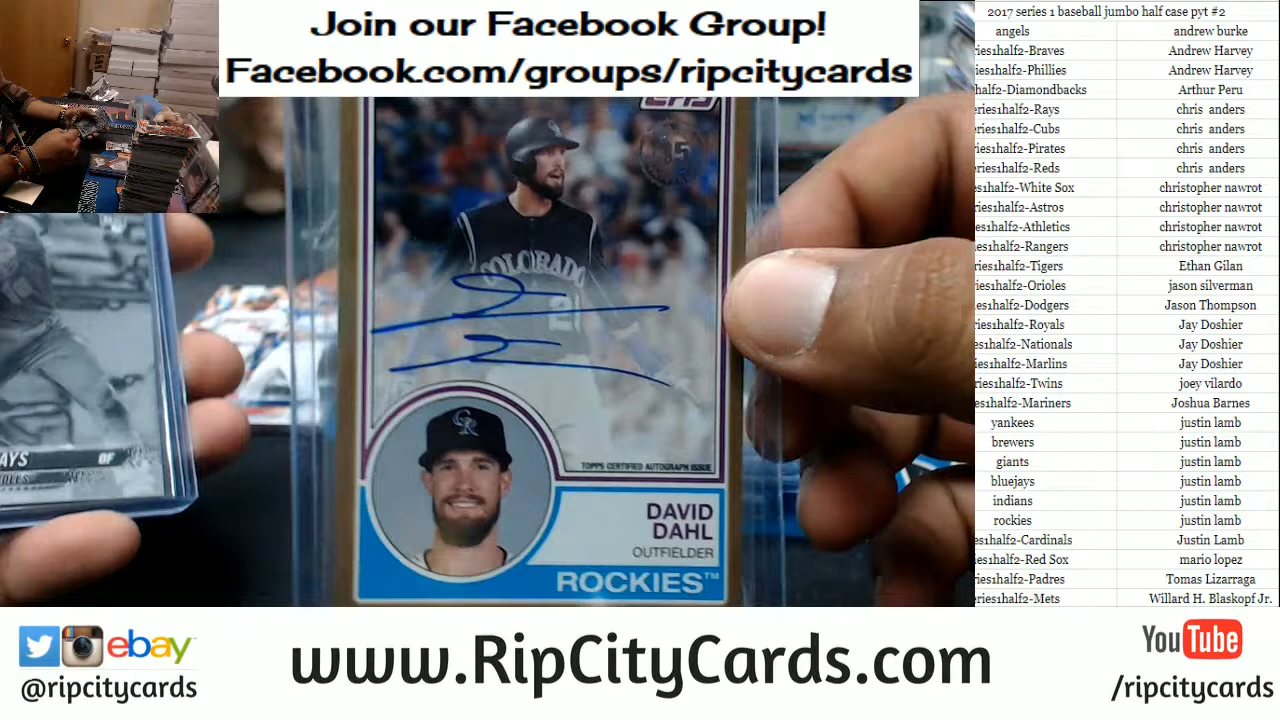 Join our Facebook Group!
Facebook.com/groups/ripcitycards
COLORADO
TOPPS CERTIFIED AUTOGRAPH ISSUE
DAVID
DAHL
OUTFIELDER
ROCKIES™
AYS
OF
2017 series 1 baseball jumbo half case pyt #2
angels andrew burke
ries1half2-Braves Andrew Harvey
ries1half2-Phillies Andrew Harvey
half2-Diamondbacks Arthur Peru
eries1half2-Rays chris anders
eries1half2-Cubs chris anders
ries1half2-Pirates chris anders
eries1half2-Reds chris anders
es1half2-White Sox christopher nawrot
ries1half2-Astros christopher nawrot
es1half2-Athletics christopher nawrot
ies1half2-Rangers christopher nawrot
ries1half2-Tigers Ethan Gilan
ies1half2-Orioles jason silverman
es1half2-Dodgers Jason Thompson
ries1half2-Royals Jay Doshier
es1half2-Nationals Jay Doshier
ies1half2-Marlins Jay Doshier
ries1half2-Twins joey vilardo
es1half2-Mariners Joshua Barnes
yankees justin lamb
brewers justin lamb
giants justin lamb
bluejays justin lamb
indians justin lamb
rockies justin lamb
es1half2-Cardinals Justin Lamb
ies1half2-Red Sox mario lopez
ries1half2-Padres Tomas Lizarraga
eries1half2-Mets Willard H. Blaskopf Jr.
ebay™
@ripcitycards
www.RipCityCards.com
YouTube
/ripcitycards